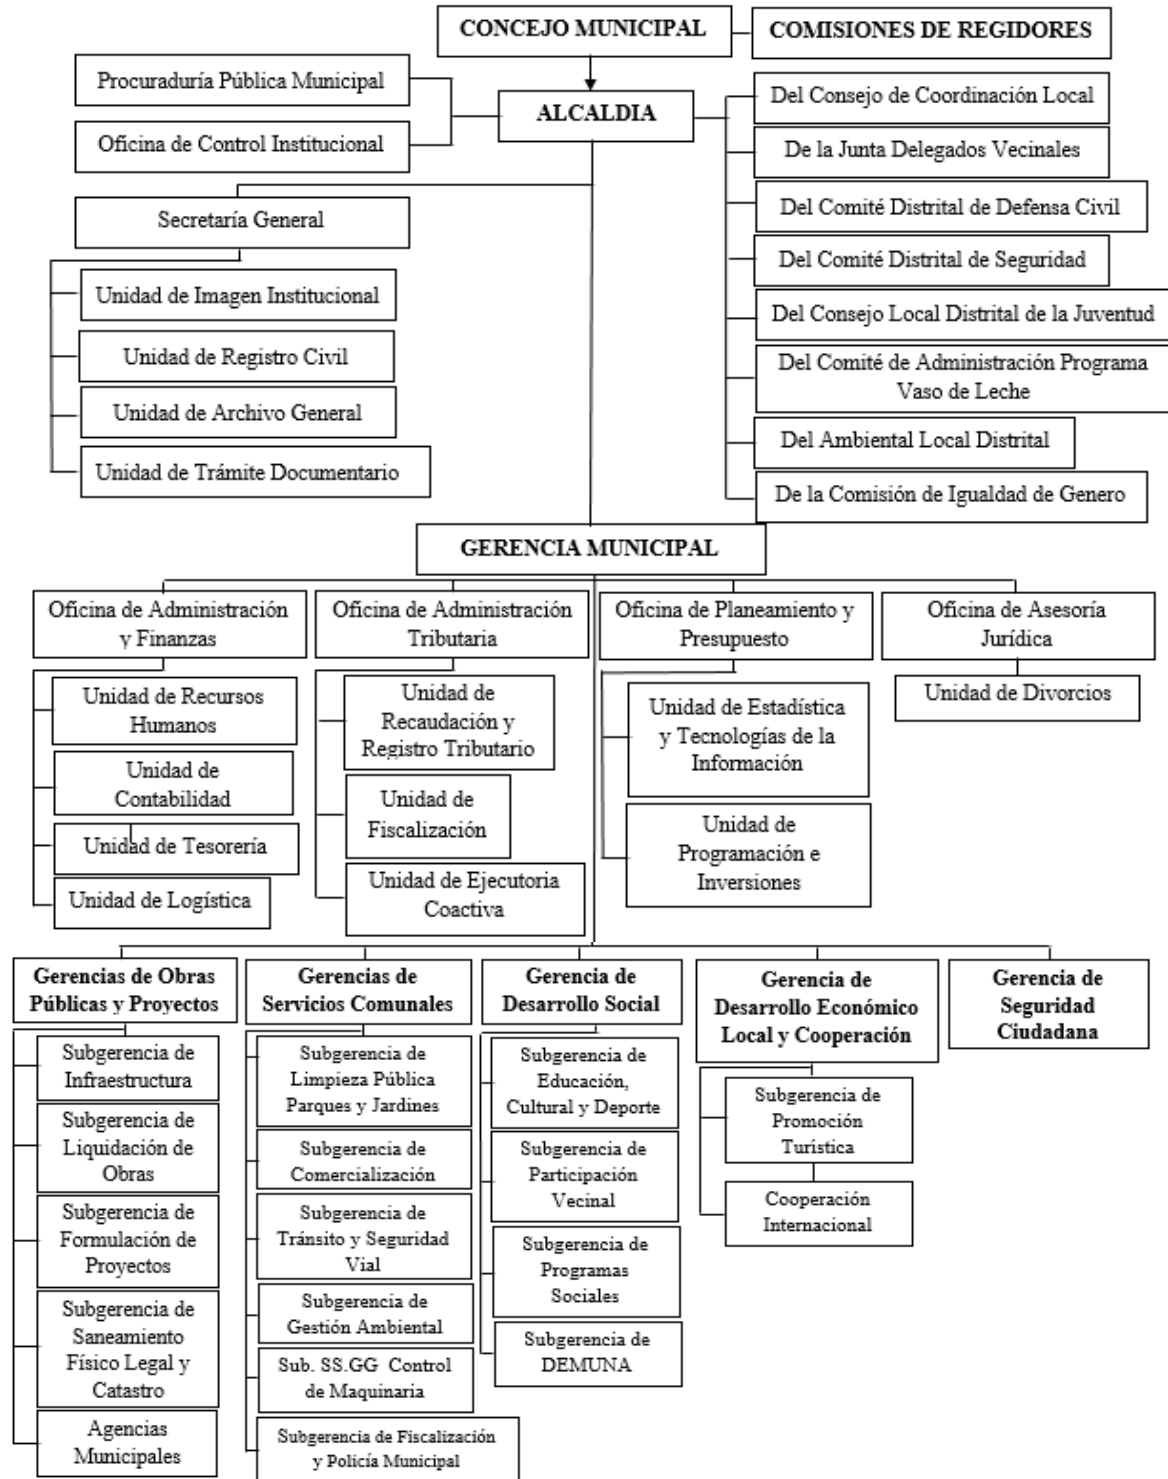 CONCEJO MUNICIPAL
COMISIONES DE REGIDORES
Procuraduría Pública Municipal
Oficina de Control Institucional
ALCALDIA
Del Consejo de Coordinación Local
De la Junta Delegados Vecinales
Del Comité Distrital de Defensa Civil
Del Comité Distrital de Seguridad
Del Consejo Local Distrital de la Juventud
Del Comité de Administración Programa
Vaso de Leche
Del Ambiental Local Distrital
De la Comisión de Igualdad de Genero
Secretaría General
Unidad de Imagen Institucional
Unidad de Registro Civil
Unidad de Archivo General
Unidad de Trámite Documentario
GERENCIA MUNICIPAL
Oficina de Administración
y Finanzas
Unidad de Recursos
Humanos
Unidad de
Contabilidad
Unidad de Tesorería
Unidad de Logística
Oficina de Administración
Tributaria
Unidad de
Recaudación y
Registro Tributario
Unidad de
Fiscalización
Unidad de Ejecutoria
Coactiva
Oficina de Planeamiento y
Presupuesto
Unidad de Estadística
y Tecnologías de la
Información
Unidad de
Programación e
Inversiones
Oficina de Asesoría
Jurídica
Unidad de Divorcios
Gerencias de Obras
Públicas y Proyectos
Subgerencia de
Infraestructura
Subgerencia de
Liquidación de
Obras
Subgerencia de
Formulación de
Proyectos
Subgerencia de
Saneamiento
Físico Legal y
Catastro
Agencias
Municipales
Gerencias de
Servicios Comunales
Subgerencia de
Limpieza Pública
Parques y Jardines
Subgerencia de
Comercialización
Subgerencia de
Tránsito y Seguridad
Vial
Subgerencia de
Gestión Ambiental
Sub. SS.GG Control
de Maquinaria
Subgerencia de Fiscalización
y Policía Municipal
Gerencia de
Desarrollo Social
Subgerencia de
Educación,
Cultural y Deporte
Subgerencia de
Participación
Vecinal
Subgerencia de
Programas
Sociales
Subgerencia de
DEMUNA
Gerencia de
Desarrollo Económico
Local y Cooperación
Subgerencia de
Promoción
Turística
Cooperación
Internacional
Gerencia de
Seguridad
Ciudadana